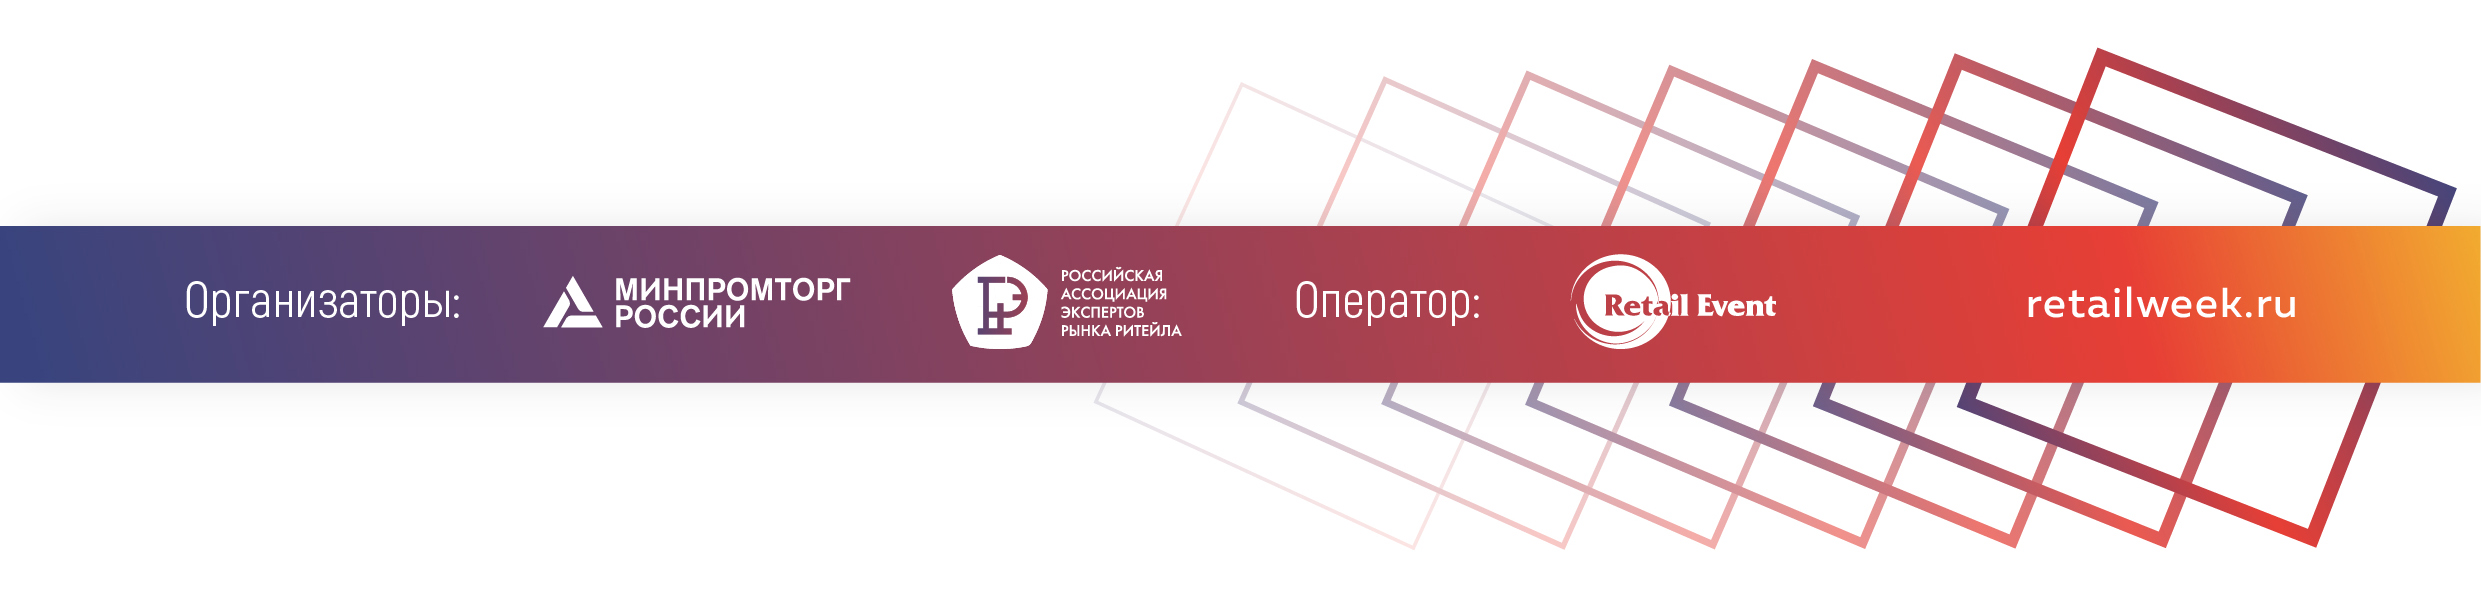 Организаторы:
МИНПРОМТОРГ
РОССИИ
РОССИЙСКАЯ
АССОЦИАЦИЯ
ЭКСПЕРТОВ
РЫНКА РИТЕЙЛА
Оператор:
Retail Event
retailweek.ru